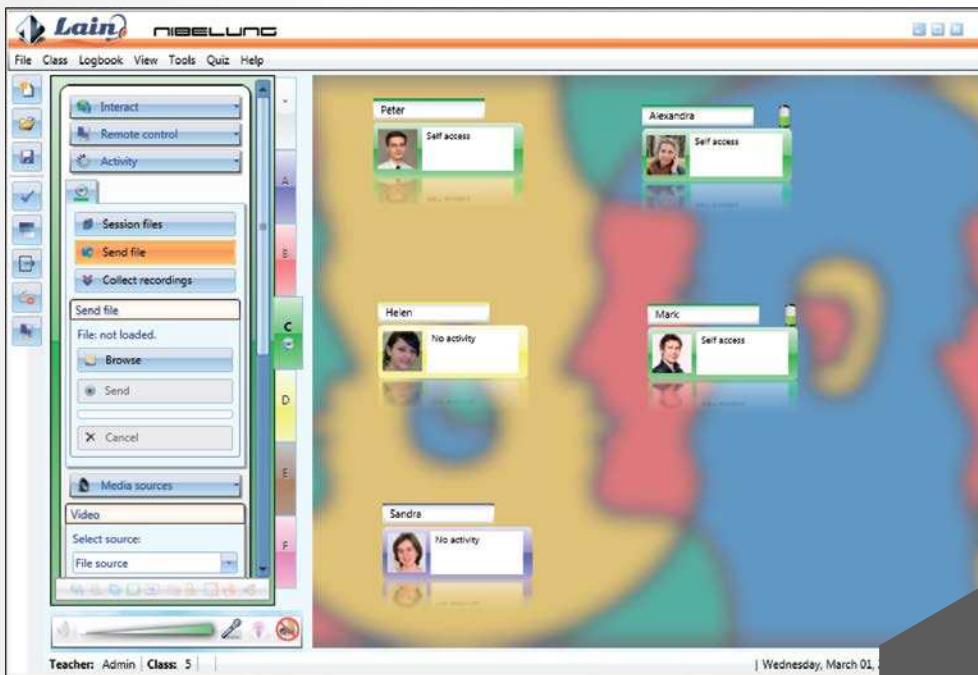 Lain NIBELUNG
File Class Logbook View Tools Quiz Help
Interact
Remote control
Activity
Session files
Send file
Collect recordings
Send file
File: not loaded.
Browse
Send
Cancel
Media sources
Video
Select source:
File source
A
B
C
D
E
F
Peter
Self access
Alexandra
Self access
Helen
No activity
Mark
Self access
Sandra
No activity
Teacher: Admin Class: 5
Wednesday, March 01,